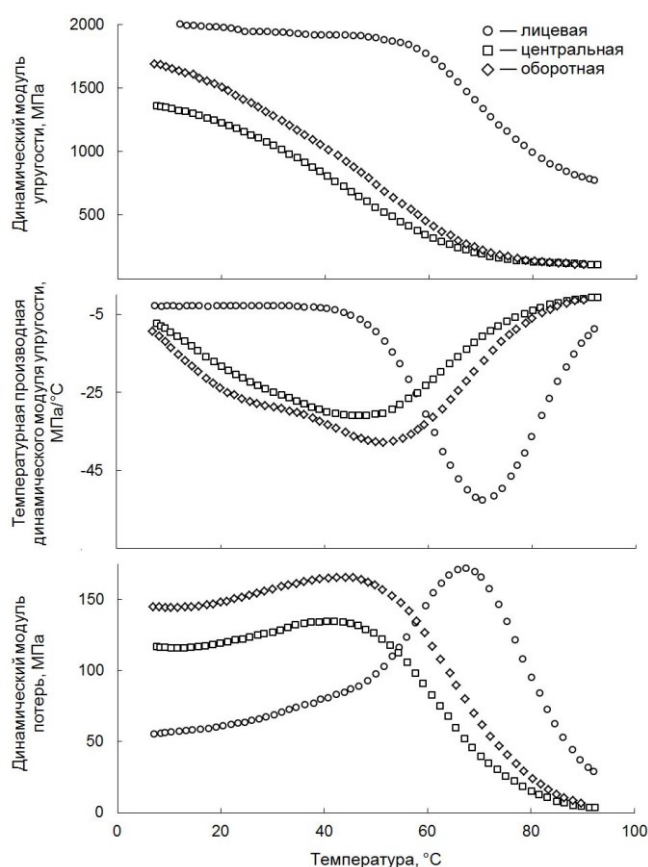 Динамический модуль
упругости, МПа
2000
1500
1000
500
○ — лицевая
□ — центральная
◇ — оборотная
Температурная производная
динамического модуля упругости,
МПа/°С
-5
-25
-45
Динамический модуль
потерь, МПа
150
100
50
0
0 20 40 60 80 100
Температура, °С